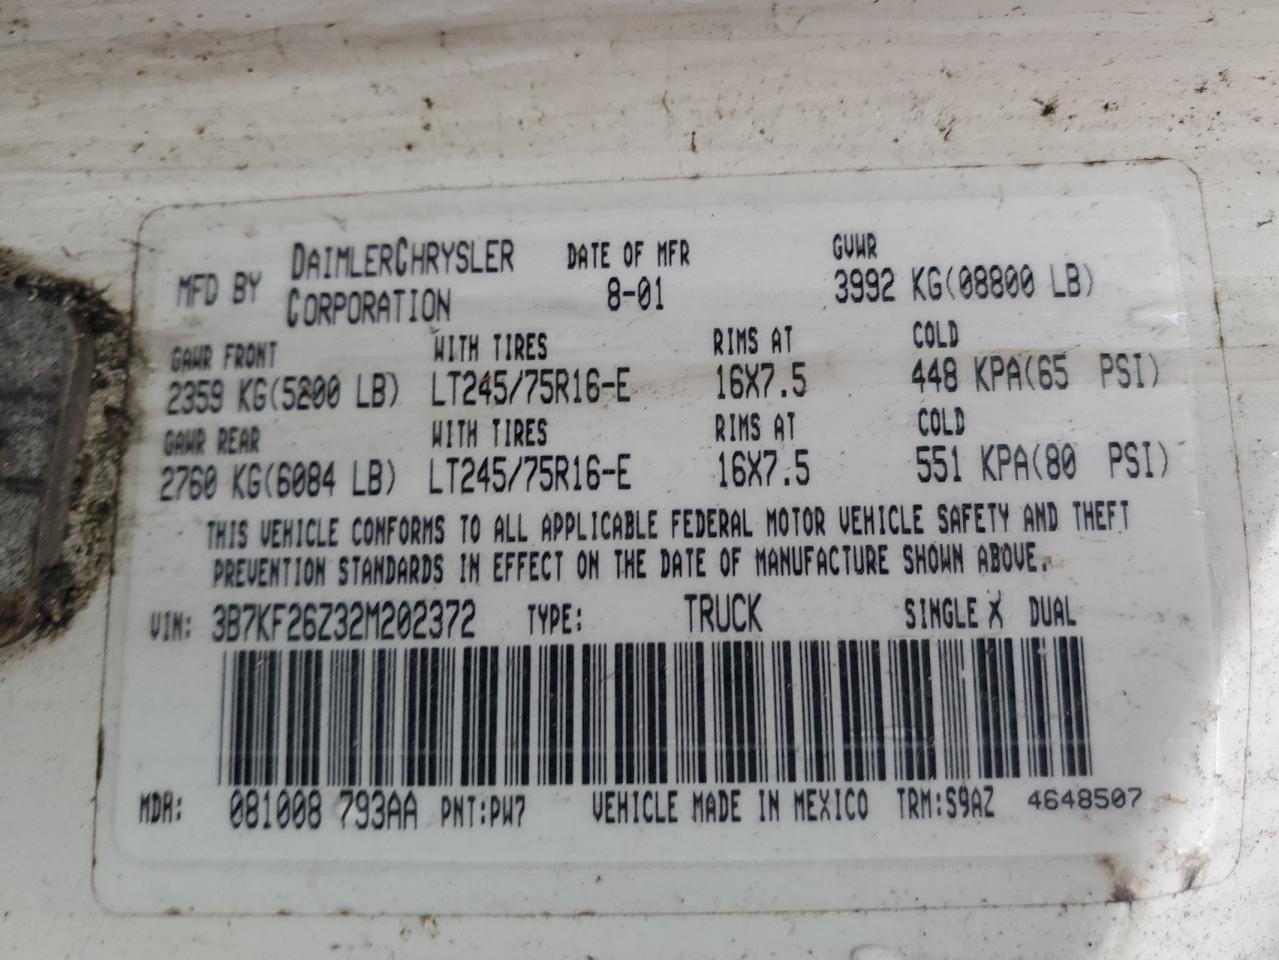 MFD BY DAIMLERCHRYSLER CORPORATION DATE OF MFR 8-01 GVWR 3992 KG(08800 LB)
GAWR FRONT WITH TIRES RIMS AT COLD
2359 KG(5200 LB) LT245/75R16-E 16X7.5 448 KPA(65 PSI)
GAWR REAR WITH TIRES RIMS AT COLD
2760 KG(6084 LB) LT245/75R16-E 16X7.5 551 KPA(80 PSI)
THIS VEHICLE CONFORMS TO ALL APPLICABLE FEDERAL MOTOR VEHICLE SAFETY AND THEFT
PREVENTION STANDARDS IN EFFECT ON THE DATE OF MANUFACTURE SHOWN ABOVE.
VIN: 3B7KF26Z32M202372 TYPE: TRUCK SINGLE X DUAL
MDH: 081008 793AA PNT:PW7 VEHICLE MADE IN MEXICO TRM:S9AZ 4648507